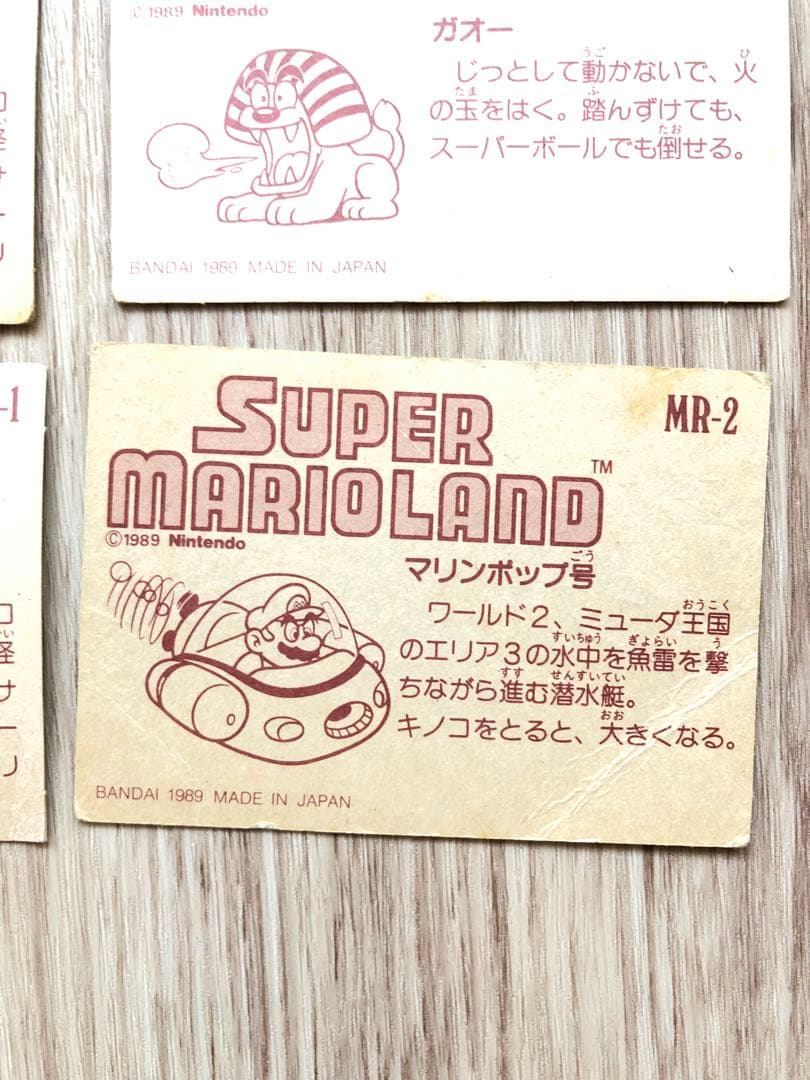 ©1989 Nintendo
ガオー
じっとして動かないで、火
の玉をはく。踏んずけても、
スーパーボールでも倒せる。
BANDAI 1989 MADE IN JAPAN
-1
SUPER
MARIOLAND™
MR-2
©1989 Nintendo
マリンポップ号
ワールド2、ミューダ王国
のエリア3の水中を魚雷を撃
ちながら進む潜水艇。
キノコをとると、大きくなる。
BANDAI 1989 MADE IN JAPAN